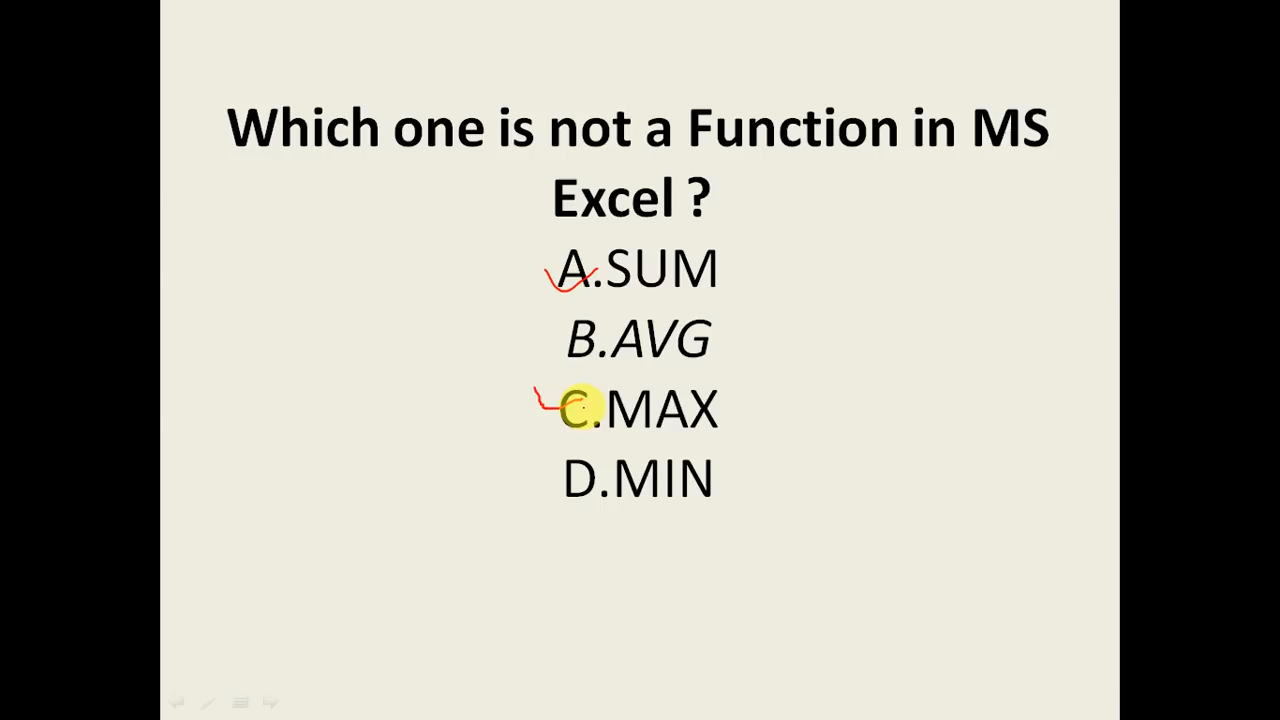 Which one is not a Function in MS
Excel ?
A.SUM
B.AVG
C.MAX
D.MIN